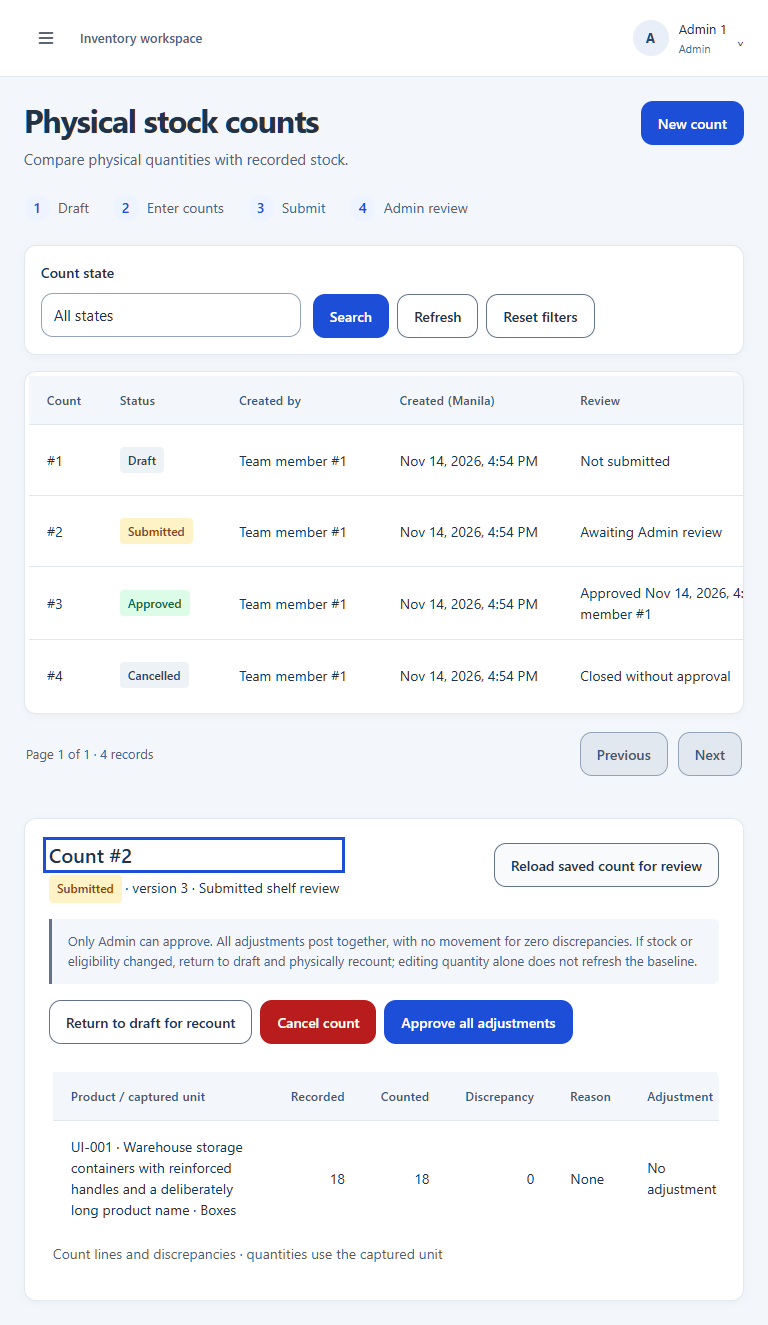 Inventory workspace
A
Admin 1
Admin
Physical stock counts
New count
Compare physical quantities with recorded stock.
1 Draft 2 Enter counts 3 Submit 4 Admin review
Count state
All states Search Refresh Reset filters
Count Status Created by Created (Manila) Review
#1 Draft Team member #1 Nov 14, 2026, 4:54 PM Not submitted
#2 Submitted Team member #1 Nov 14, 2026, 4:54 PM Awaiting Admin review
#3 Approved Team member #1 Nov 14, 2026, 4:54 PM Approved Nov 14, 2026, 4:
member #1
#4 Cancelled Team member #1 Nov 14, 2026, 4:54 PM Closed without approval
Page 1 of 1 · 4 records Previous Next
Count #2
Reload saved count for review
Submitted · version 3 · Submitted shelf review
Only Admin can approve. All adjustments post together, with no movement for zero discrepancies. If stock or
eligibility changed, return to draft and physically recount; editing quantity alone does not refresh the baseline.
Return to draft for recount Cancel count Approve all adjustments
Product / captured unit Recorded Counted Discrepancy Reason Adjustment
UI-001 · Warehouse storage
containers with reinforced
handles and a deliberately
long product name · Boxes
18 18 0 None
No
adjustment
Count lines and discrepancies · quantities use the captured unit